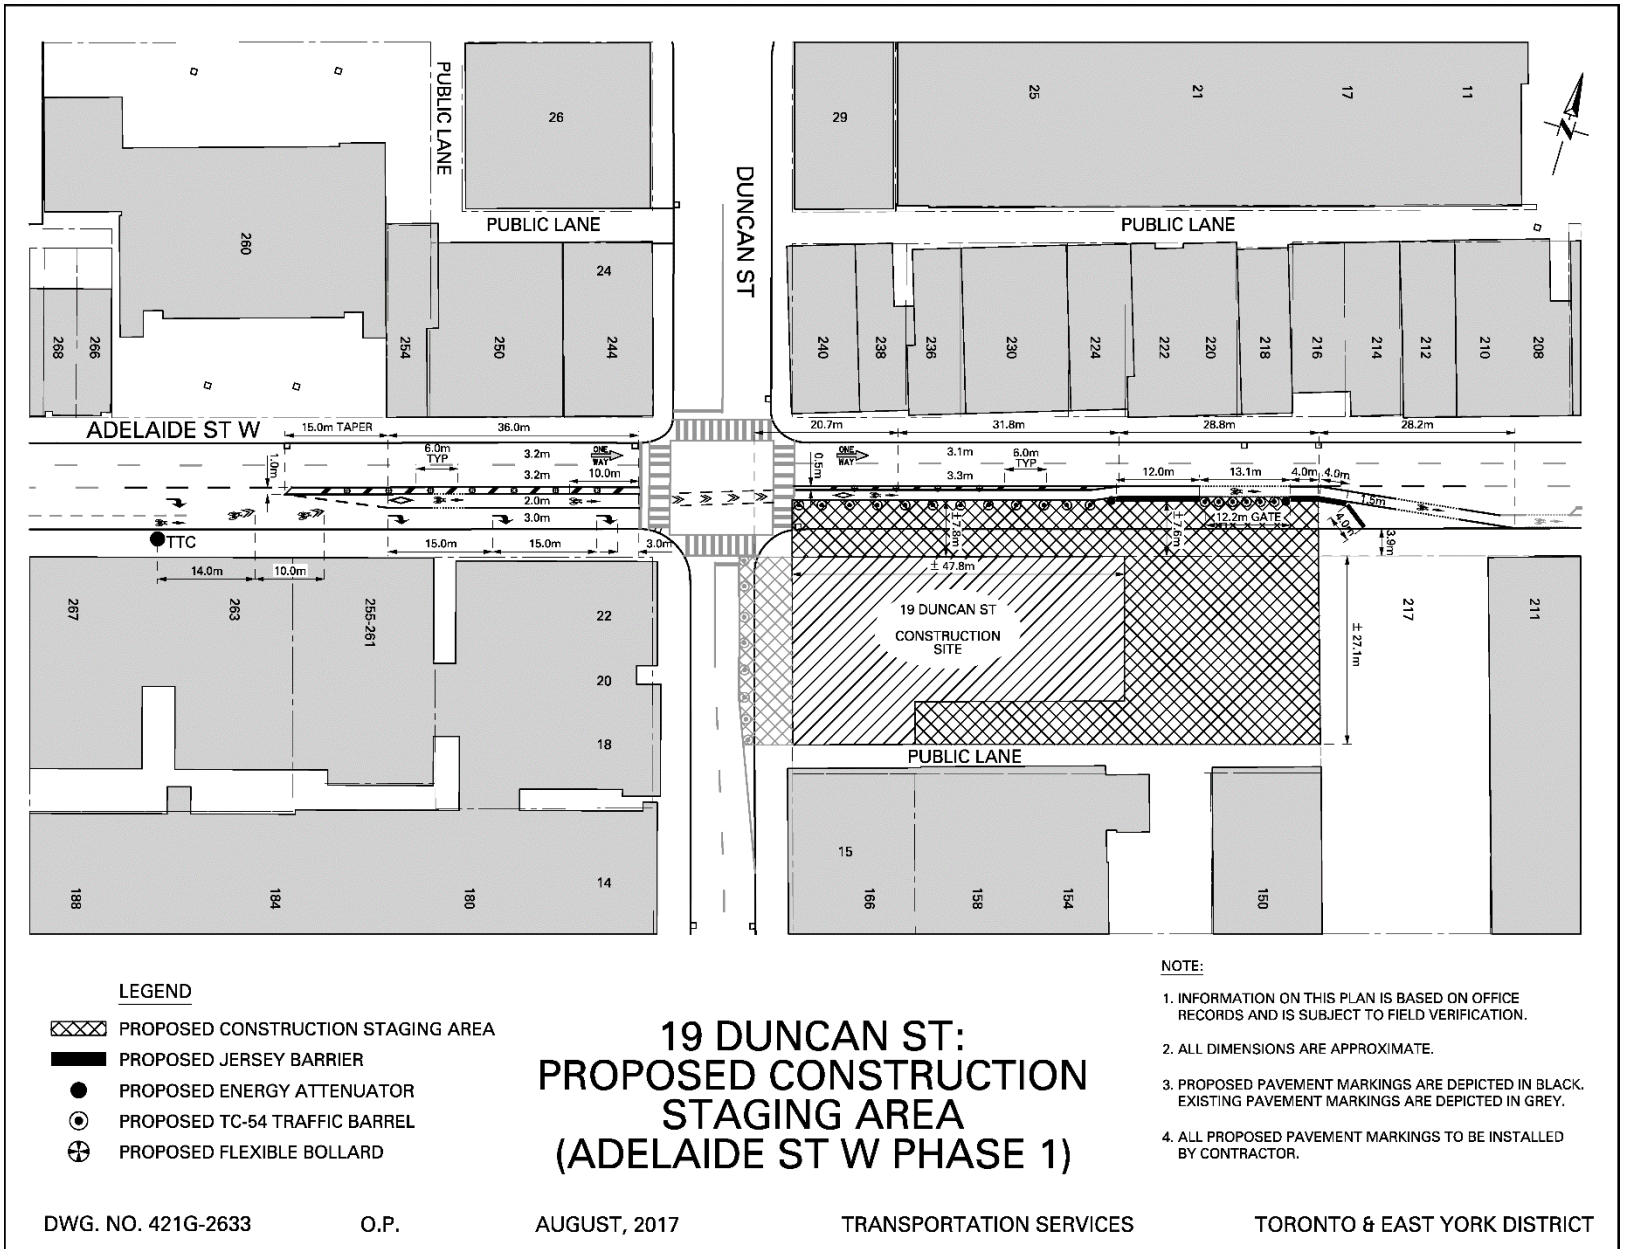 PUBLIC LANE
26
DUNCAN ST
29
25
21
17
11
N
PUBLIC LANE
PUBLIC LANE
260
24
268
266
254
250
244
240
238
236
230
224
222
220
218
216
214
212
210
208
ADELAIDE ST W
15.0m TAPER
36.0m
20.7m
31.8m
28.8m
28.2m
1.0m
6.0m
TYP
3.2m
3.2m
ONE
WAY
10.0m
2.0m
3.0m
0.5m
ONE
WAY
3.1m
3.3m
6.0m
TYP
12.0m
13.1m
4.0m
4.0m
1.5m
4.0m
3.9m
±7.8m
±7.6m
12.2m GATE
TTC
15.0m
15.0m
3.0m
14.0m
10.0m
± 47.8m
± 27.1m
267
263
255-261
22
20
18
19 DUNCAN ST
CONSTRUCTION
SITE
217
211
PUBLIC LANE
188
184
180
14
15
166
158
154
150
LEGEND
PROPOSED CONSTRUCTION STAGING AREA
PROPOSED JERSEY BARRIER
PROPOSED ENERGY ATTENUATOR
PROPOSED TC-54 TRAFFIC BARREL
PROPOSED FLEXIBLE BOLLARD
19 DUNCAN ST:
PROPOSED CONSTRUCTION
STAGING AREA
(ADELAIDE ST W PHASE 1)
NOTE:
1. INFORMATION ON THIS PLAN IS BASED ON OFFICE
RECORDS AND IS SUBJECT TO FIELD VERIFICATION.
2. ALL DIMENSIONS ARE APPROXIMATE.
3. PROPOSED PAVEMENT MARKINGS ARE DEPICTED IN BLACK.
EXISTING PAVEMENT MARKINGS ARE DEPICTED IN GREY.
4. ALL PROPOSED PAVEMENT MARKINGS TO BE INSTALLED
BY CONTRACTOR.
DWG. NO. 421G-2633
O.P.
AUGUST, 2017
TRANSPORTATION SERVICES
TORONTO & EAST YORK DISTRICT